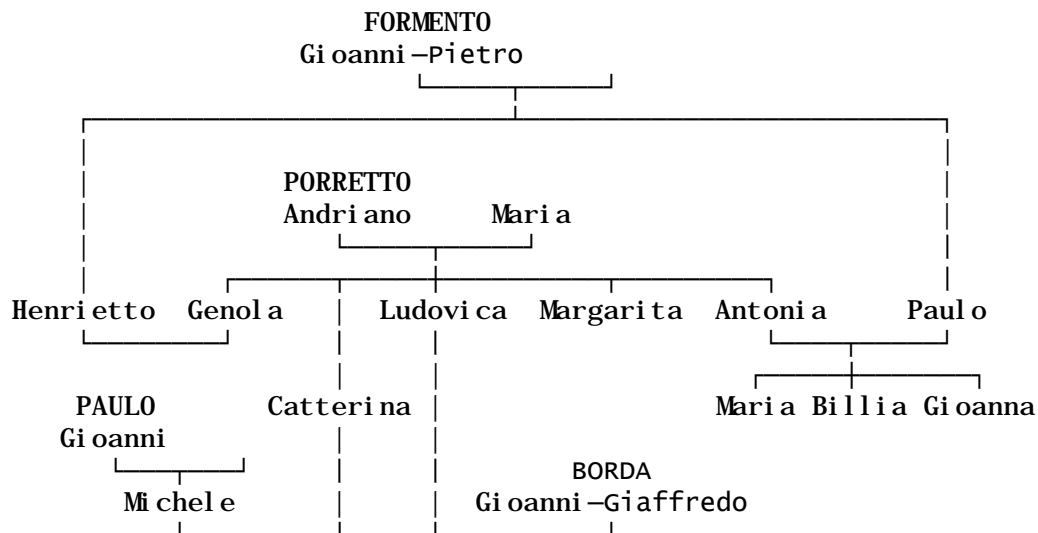 FORMENTO
Gioanni—Pietro
PORRETTO
Andriano Maria
Henrietto Genola Ludovica Margarita Antonia Paulo
PAULO Catterina Maria Billia Gioanna
Gioanni
BORDA
Michele Gioanni—Giaffredo